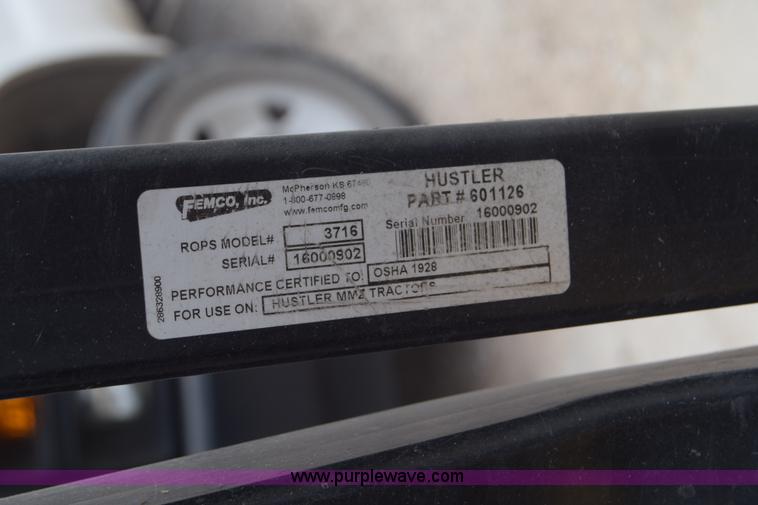 FEMCO, Inc.
McPherson KS 67460
1-800-677-0898
www.femcomfg.com
HUSTLER
PART # 601126
Serial Number 16000902
ROPS MODEL# 3716
SERIAL# 16000902
PERFORMANCE CERTIFIED TO: OSHA 1928
FOR USE ON: HUSTLER MMZ TRACTORS
286328900
www.purplewave.com